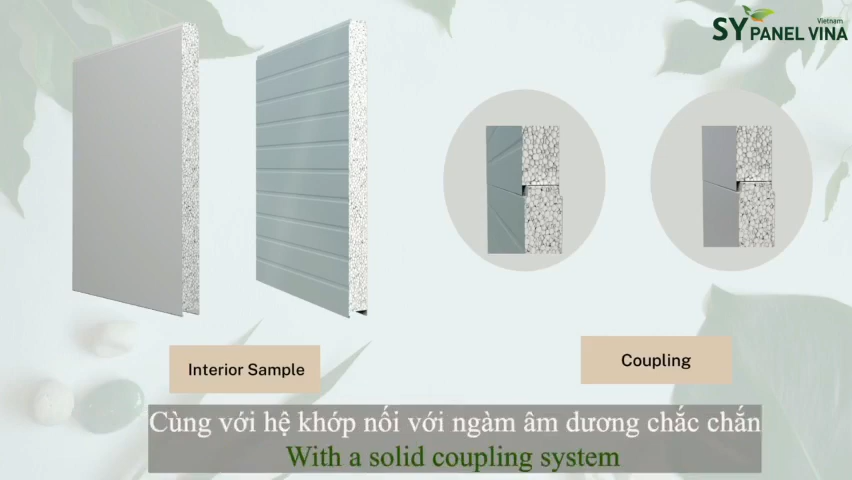 Vietnam
SY PANEL VINA
Interior Sample
Coupling
Cùng với hệ khớp nối với ngàm âm dương chắc chắn
With a solid coupling system